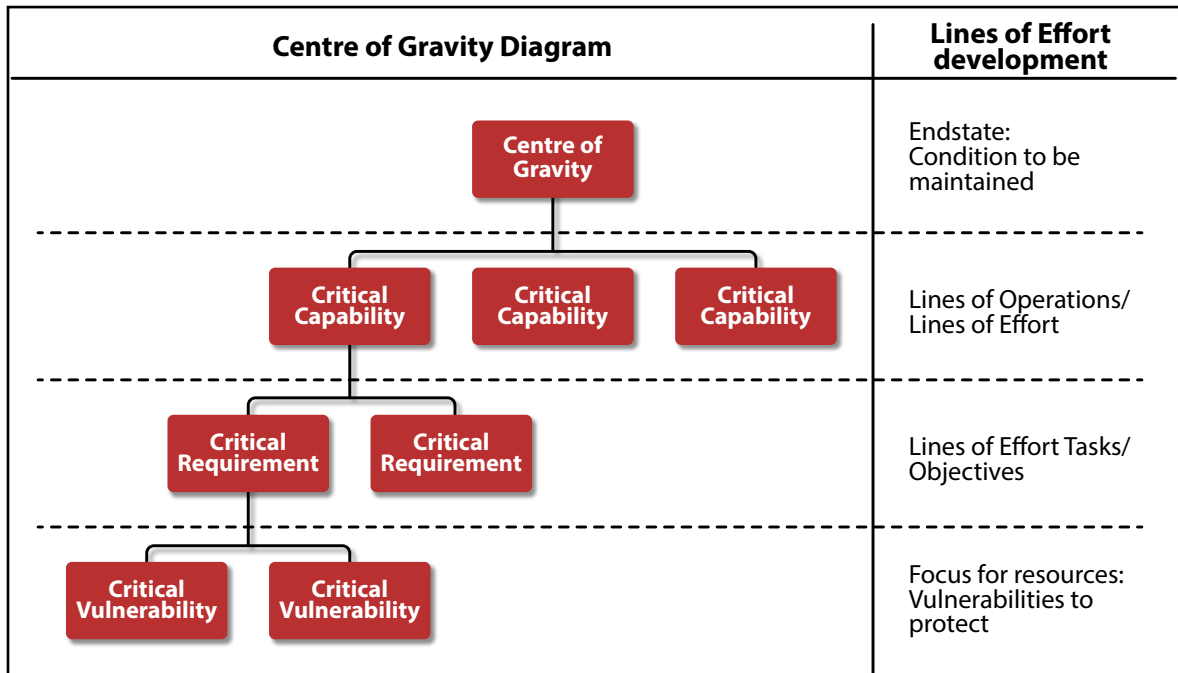 Centre of Gravity Diagram
Lines of Effort
development
Centre of
Gravity
Endstate:
Condition to be
maintained
Critical
Capability
Critical
Capability
Critical
Capability
Lines of Operations/
Lines of Effort
Critical
Requirement
Critical
Requirement
Lines of Effort Tasks/
Objectives
Critical
Vulnerability
Critical
Vulnerability
Focus for resources:
Vulnerabilities to
protect